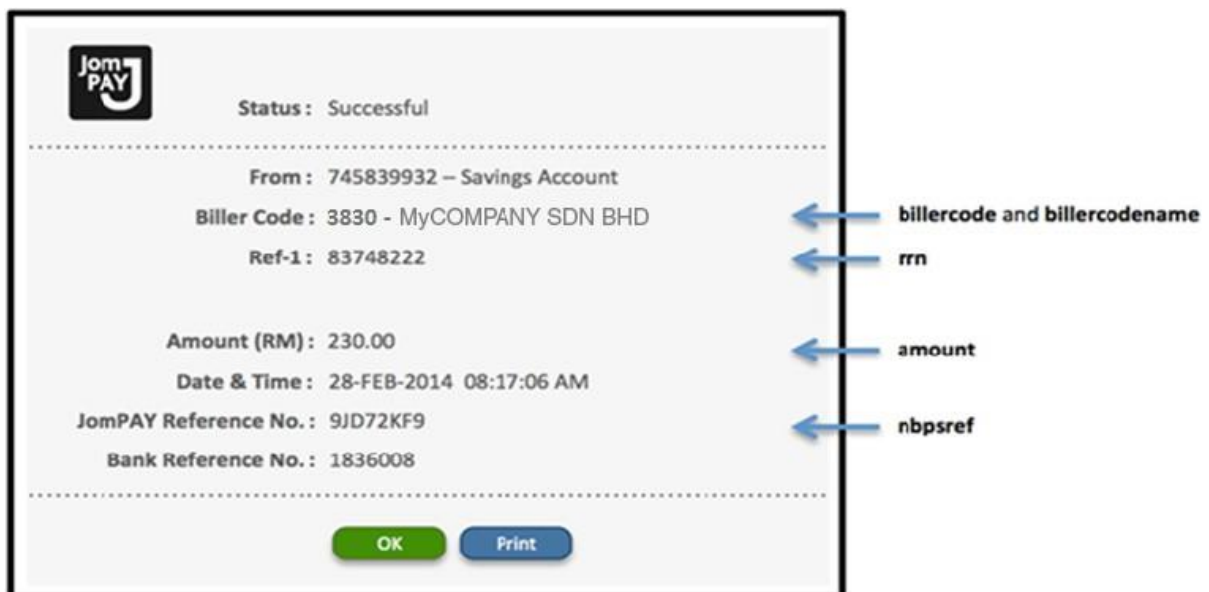 Jom
PAY
Status : Successful
From : 745839932 – Savings Account
Biller Code : 3830 - MyCOMPANY SDN BHD
billercode and billercodename
Ref-1 : 83748222
rrn
Amount (RM) : 230.00
amount
Date & Time : 28-FEB-2014 08:17:06 AM
JomPAY Reference No. : 9JD72KF9
nbpsref
Bank Reference No. : 1836008
OK
Print